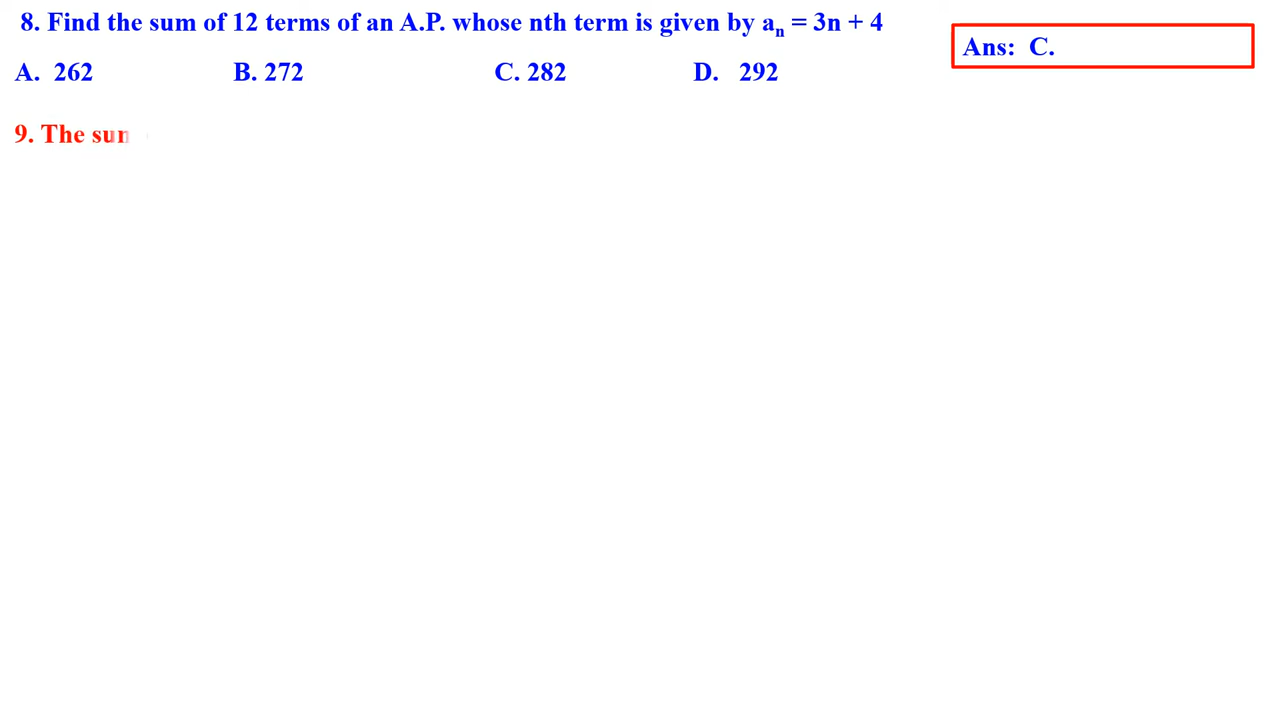 8. Find the sum of 12 terms of an A.P. whose nth term is given by aₙ = 3n + 4
Ans: C.
A. 262 B. 272 C. 282 D. 292
9. The sum